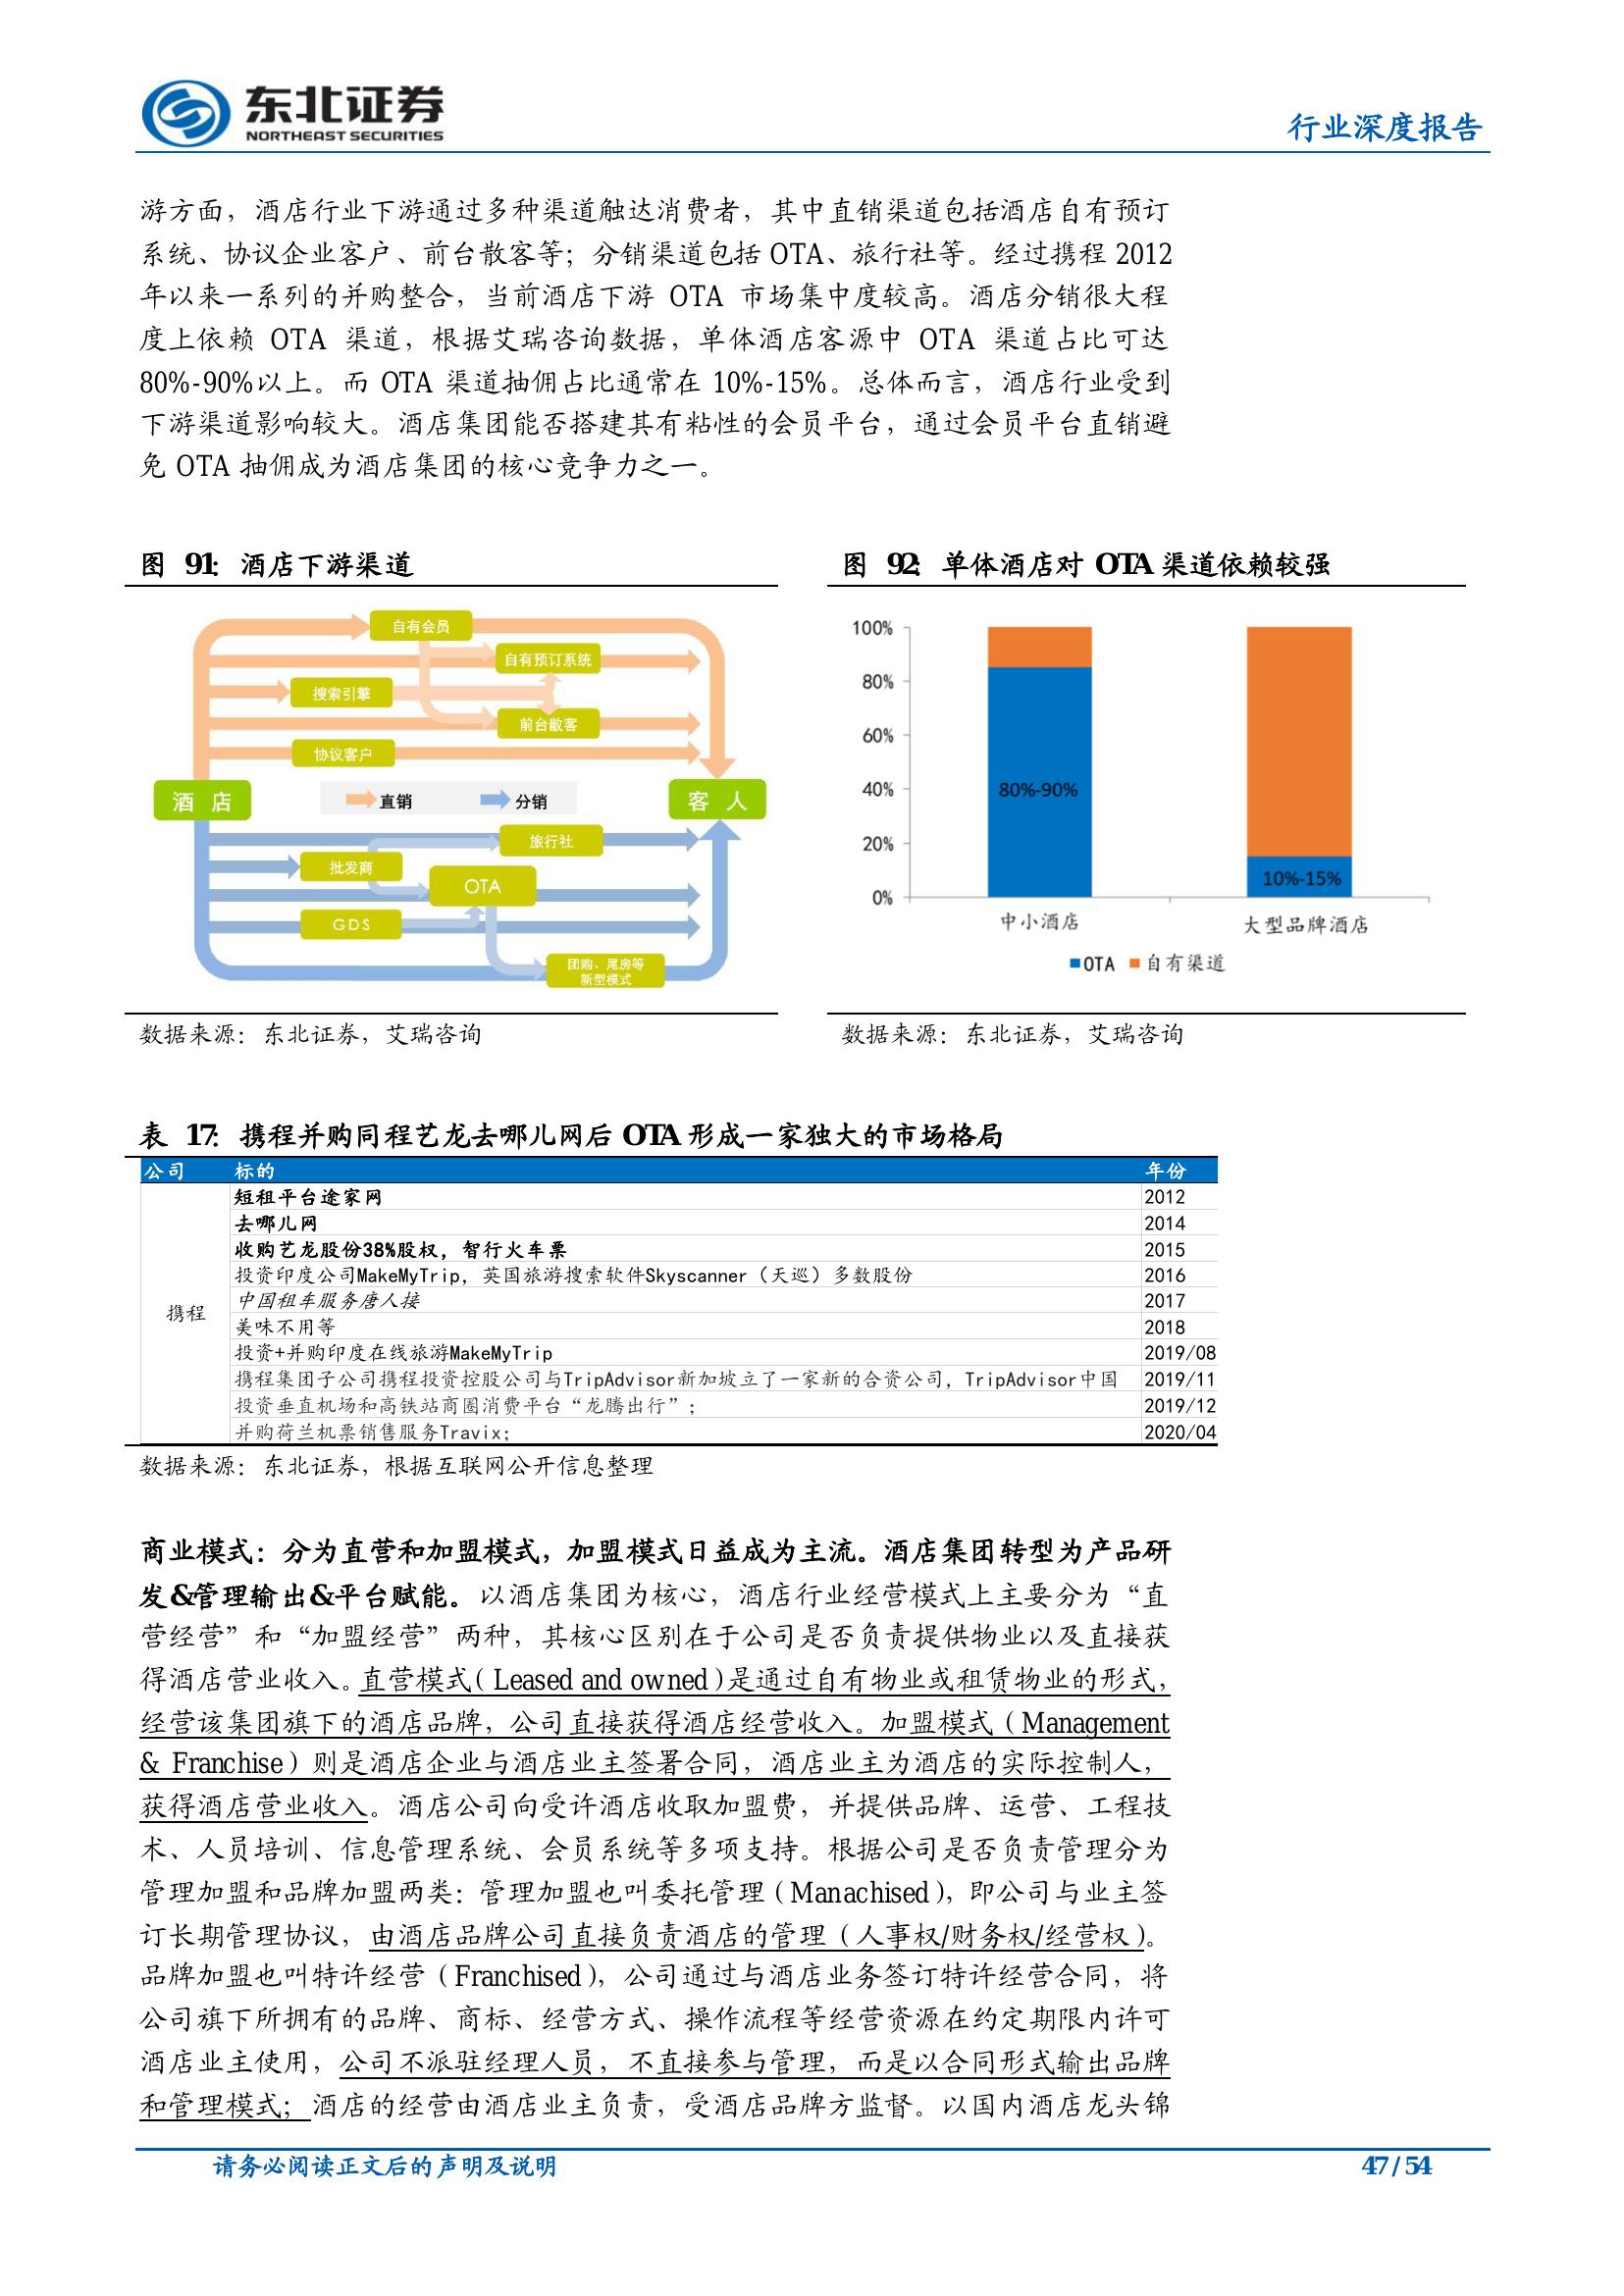 东北证券
NORTHEAST SECURITIES
行业深度报告
游方面，酒店行业下游通过多种渠道触达消费者，其中直销渠道包括酒店自有预订
系统、协议企业客户、前台散客等；分销渠道包括 OTA、旅行社等。经过携程 2012
年以来一系列的并购整合，当前酒店下游 OTA 市场集中度较高。酒店分销很大程
度上依赖 OTA 渠道，根据艾瑞咨询数据，单体酒店客源中 OTA 渠道占比可达
80%-90%以上。而 OTA 渠道抽佣占比通常在 10%-15%。总体而言，酒店行业受到
下游渠道影响较大。酒店集团能否搭建其有粘性的会员平台，通过会员平台直销避
免 OTA 抽佣成为酒店集团的核心竞争力之一。
图 91：酒店下游渠道
自有会员
自有预订系统
搜索引擎
前台散客
协议客户
酒 店
直销
分销
客 人
旅行社
批发商
OTA
GDS
团购、尾房等
新型模式
数据来源：东北证券，艾瑞咨询
图 92：单体酒店对 OTA 渠道依赖较强
100%
80%
60%
40%
20%
0%
80%-90%
10%-15%
中小酒店
大型品牌酒店
OTA
自有渠道
数据来源：东北证券，艾瑞咨询
表 17：携程并购同程艺龙去哪儿网后 OTA 形成一家独大的市场格局
公司 标的 年份
短租平台途家网 2012
去哪儿网 2014
收购艺龙股份38%股权，智行火车票 2015
投资印度公司MakeMyTrip，英国旅游搜索软件Skyscanner（天巡）多数股份 2016
携程 中国租车服务唐人接 2017
美味不用等 2018
投资+并购印度在线旅游MakeMyTrip 2019/08
携程集团子公司携程投资控股公司与TripAdvisor新加坡立了一家新的合资公司，TripAdvisor中国 2019/11
投资垂直机场和高铁站商圈消费平台“龙腾出行”； 2019/12
并购荷兰机票销售服务Travix； 2020/04
数据来源：东北证券，根据互联网公开信息整理
商业模式：分为直营和加盟模式，加盟模式日益成为主流。酒店集团转型为产品研
发&管理输出&平台赋能。以酒店集团为核心，酒店行业经营模式上主要分为“直
营经营”和“加盟经营”两种，其核心区别在于公司是否负责提供物业以及直接获
得酒店营业收入。直营模式（Leased and owned）是通过自有物业或租赁物业的形式，
经营该集团旗下的酒店品牌，公司直接获得酒店经营收入。加盟模式（Management
& Franchise）则是酒店企业与酒店业主签署合同，酒店业主为酒店的实际控制人，
获得酒店营业收入。酒店公司向受许酒店收取加盟费，并提供品牌、运营、工程技
术、人员培训、信息管理系统、会员系统等多项支持。根据公司是否负责管理分为
管理加盟和品牌加盟两类：管理加盟也叫委托管理（Manachised），即公司与业主签
订长期管理协议，由酒店品牌公司直接负责酒店的管理（人事权/财务权/经营权）。
品牌加盟也叫特许经营（Franchised），公司通过与酒店业务签订特许经营合同，将
公司旗下所拥有的品牌、商标、经营方式、操作流程等经营资源在约定期限内许可
酒店业主使用，公司不派驻经理人员，不直接参与管理，而是以合同形式输出品牌
和管理模式；酒店的经营由酒店业主负责，受酒店品牌方监督。以国内酒店龙头锦
请务必阅读正文后的声明及说明
47 / 54